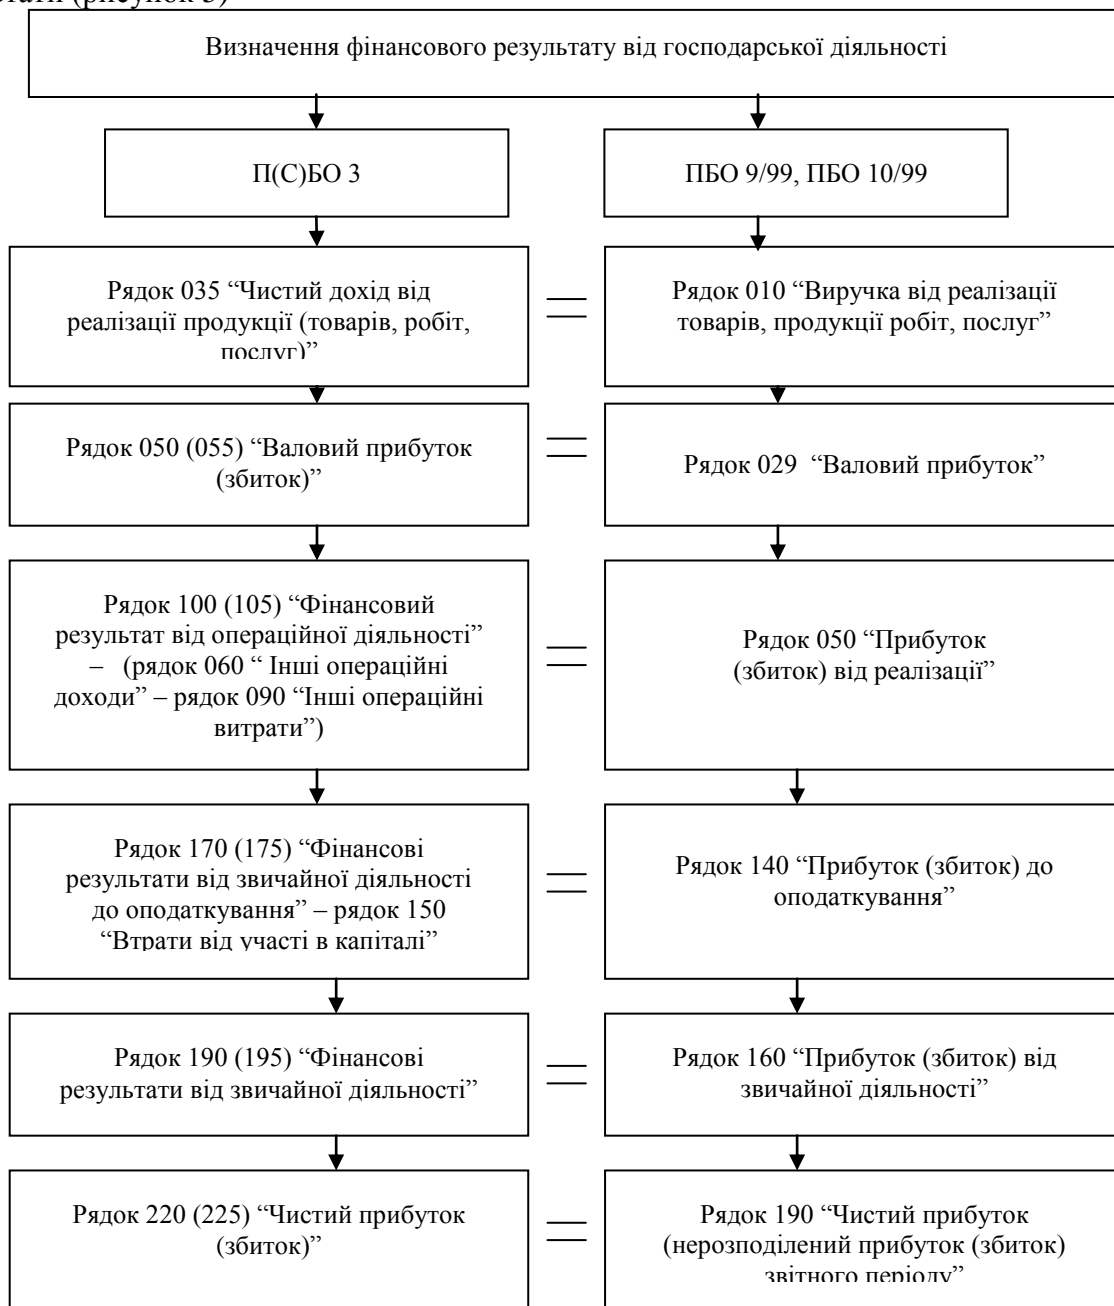 (рисунок 3)
Визначення фінансового результату від господарської діяльності
П(С)БО 3
ПБО 9/99, ПБО 10/99
Рядок 035 “Чистий дохід від
реалізації продукції (товарів, робіт,
послуг)”
Рядок 010 “Виручка від реалізації
товарів, продукції робіт, послуг”
Рядок 050 (055) “Валовий прибуток
(збиток)”
Рядок 029 “Валовий прибуток”
Рядок 100 (105) “Фінансовий
результат від операційної діяльності”
– (рядок 060 “ Інші операційні
доходи” – рядок 090 “Інші операційні
витрати”)
Рядок 050 “Прибуток
(збиток) від реалізації”
Рядок 170 (175) “Фінансові
результати від звичайної діяльності
до оподаткування” – рядок 150
“Втрати від участі в капіталі”
Рядок 140 “Прибуток (збиток) до
оподаткування”
Рядок 190 (195) “Фінансові
результати від звичайної діяльності”
Рядок 160 “Прибуток (збиток) від
звичайної діяльності”
Рядок 220 (225) “Чистий прибуток
(збиток)”
Рядок 190 “Чистий прибуток
(нерозподілений прибуток (збиток)
звітного періоду”